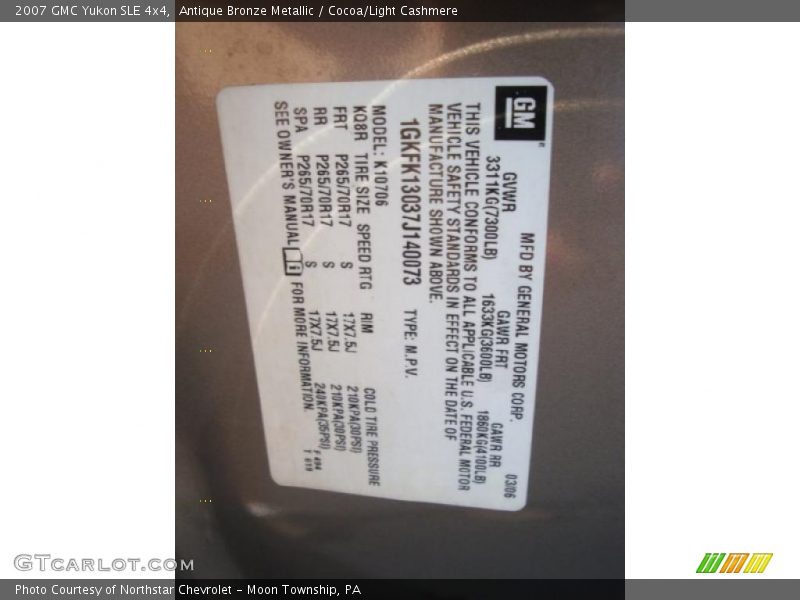 2007 GMC Yukon SLE 4x4, Antique Bronze Metallic / Cocoa/Light Cashmere
GM
MFD BY GENERAL MOTORS CORP. 03/06
GVWR GAWR FRT GAWR RR
3311KG(7300LB) 1633KG(3600LB) 1860KG(4100LB)
THIS VEHICLE CONFORMS TO ALL APPLICABLE U.S. FEDERAL MOTOR
VEHICLE SAFETY STANDARDS IN EFFECT ON THE DATE OF
MANUFACTURE SHOWN ABOVE.
1GKFK13037J140073 TYPE: M.P.V.
MODEL: K10706
KQ8R TIRE SIZE SPEED RTG RIM COLD TIRE PRESSURE
FRT P265/70R17 S 17X7.5J 210KPA(30PSI)
RR P265/70R17 S 17X7.5J 210KPA(30PSI)
SPA P265/70R17 S 17X7.5J 240KPA(35PSI)
SEE OWNER'S MANUAL FOR MORE INFORMATION.
GTcarlot.com
Photo Courtesy of Northstar Chevrolet - Moon Township, PA